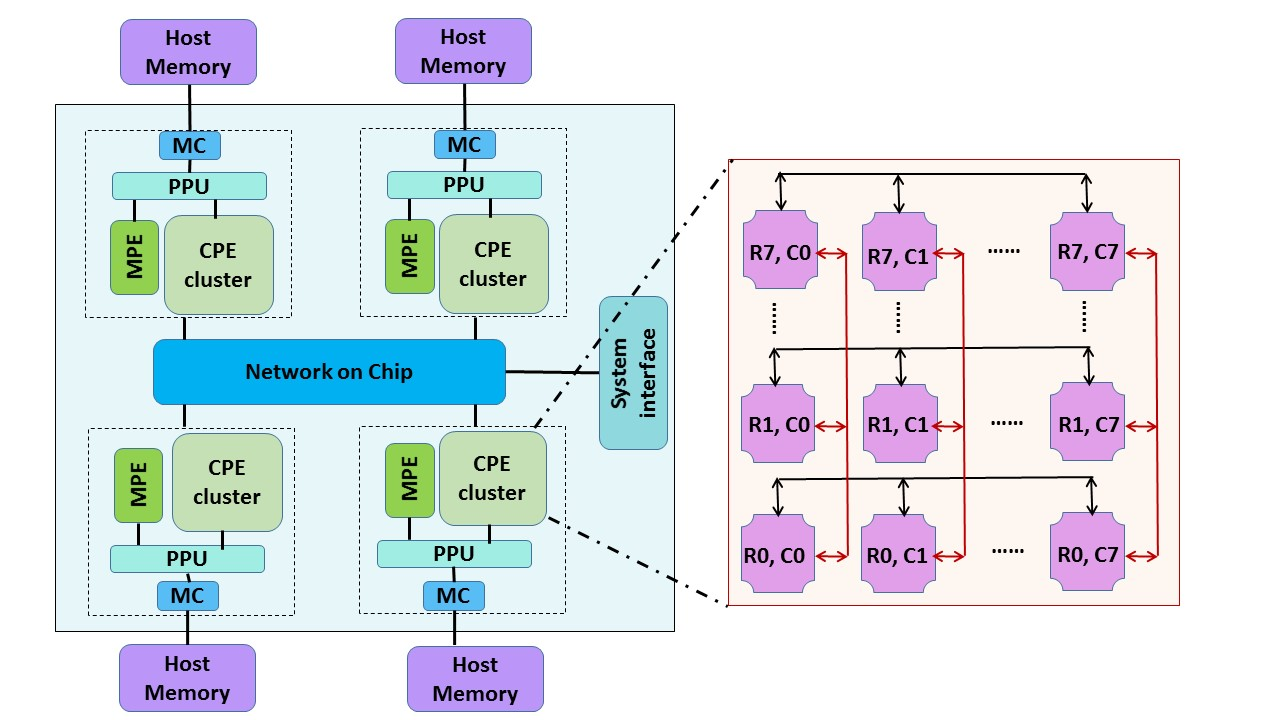 Host
Memory
Host
Memory
MC
PPU
MPE
CPE
cluster
MC
PPU
MPE
CPE
cluster
Network on Chip
System
interface
MPE
CPE
cluster
PPU
MC
MPE
CPE
cluster
PPU
MC
Host
Memory
Host
Memory
R7, C0
R7, C1
......
R7, C7
R1, C0
R1, C1
......
R1, C7
R0, C0
R0, C1
......
R0, C7